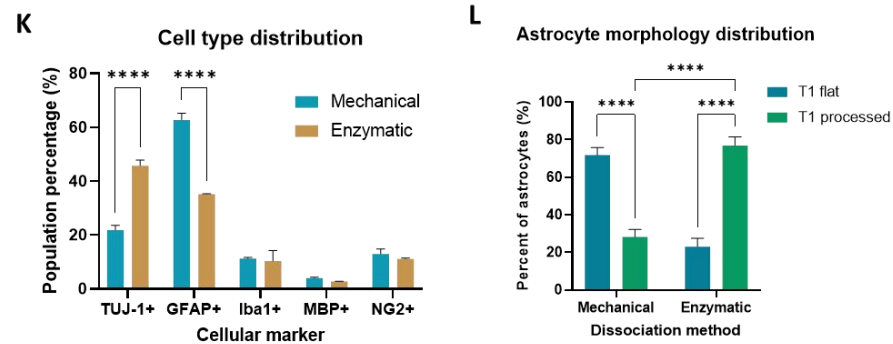 K
Cell type distribution
Population percentage (%)
80
60
40
20
0
****
****
Mechanical
Enzymatic
TUJ-1+ GFAP+ Iba1+ MBP+ NG2+
Cellular marker
L
Astrocyte morphology distribution
Percent of astrocytes (%)
100
80
60
40
20
0
****
****
****
T1 flat
T1 processed
Mechanical Enzymatic
Dissociation method